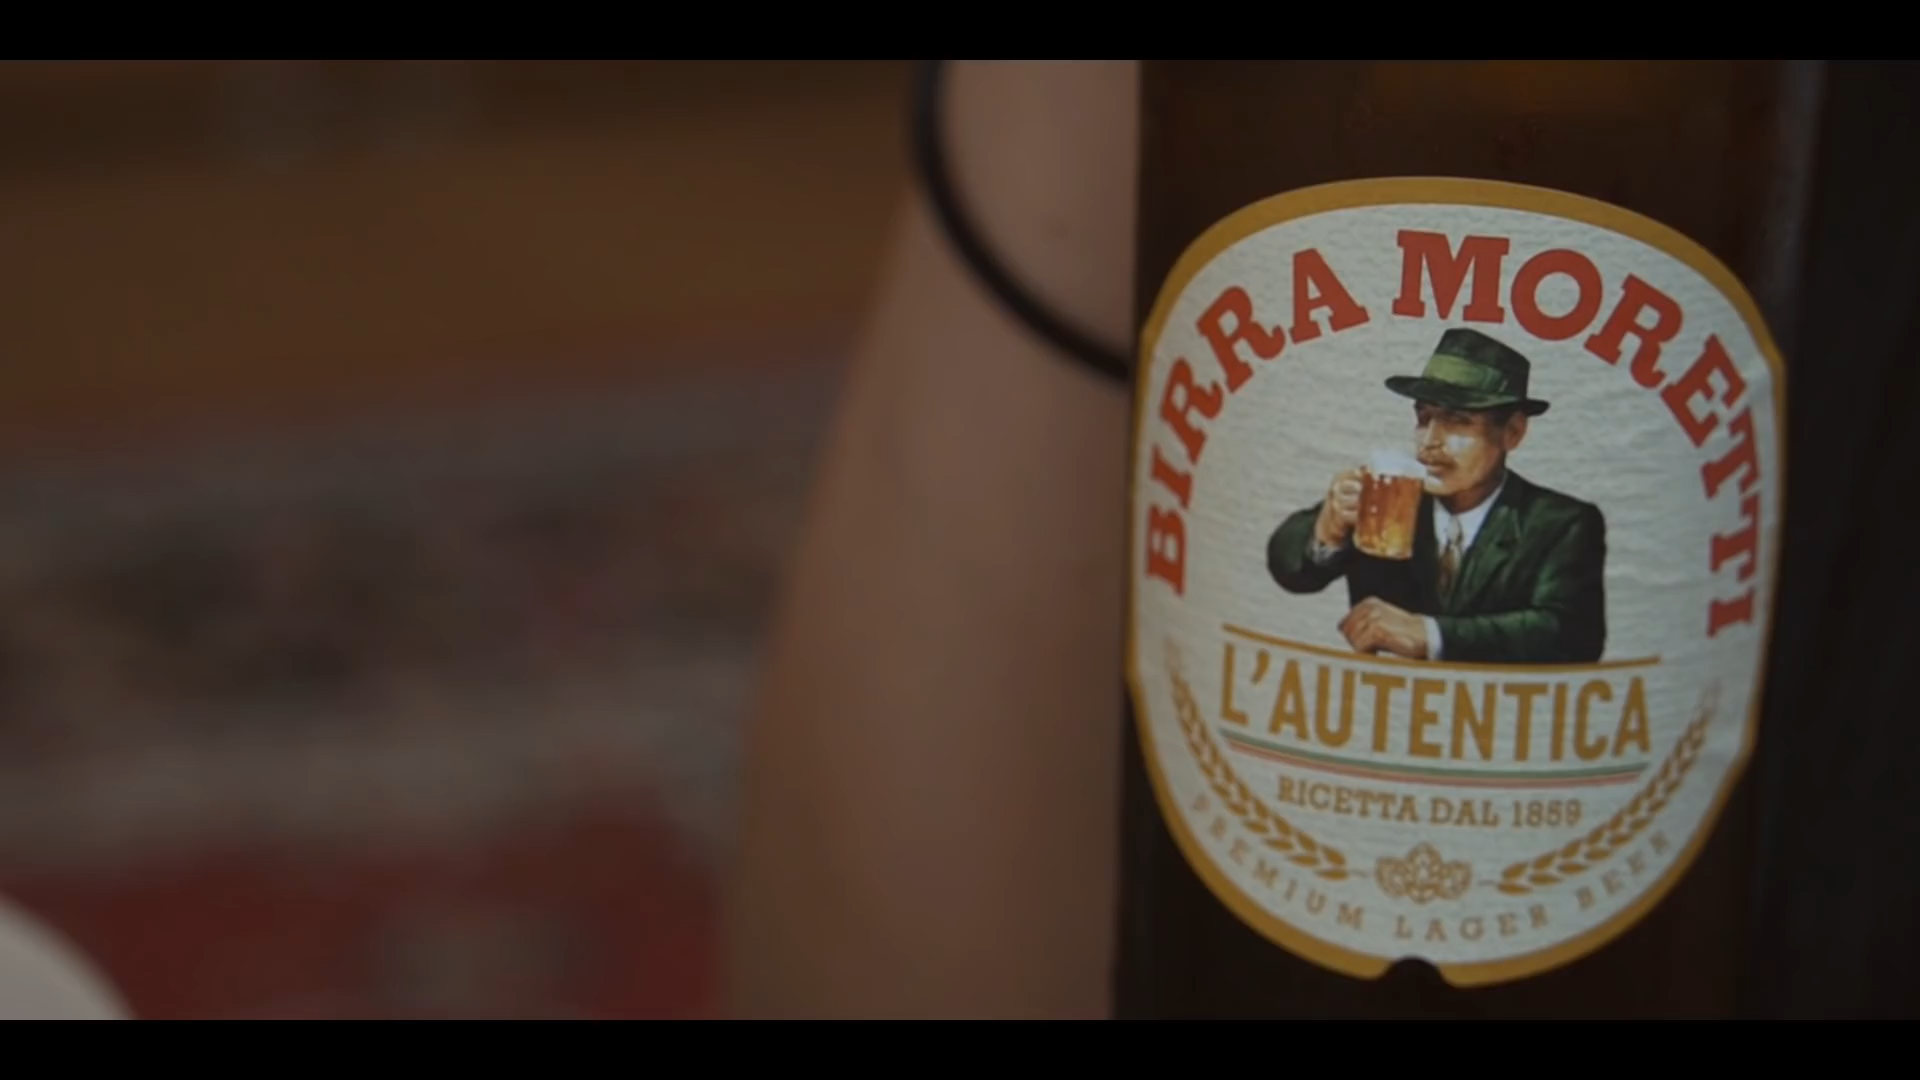 BIRRA MORETTI
L'AUTENTICA
RICETTA DAL 1859
PREMIUM LAGER BEER